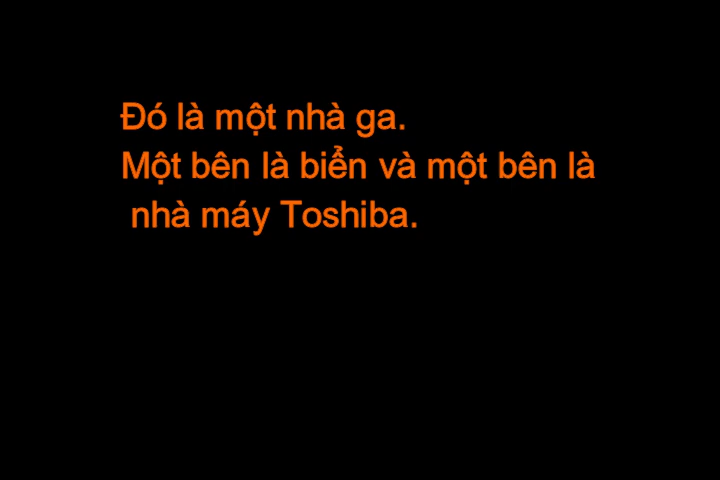 Đó là một nhà ga.
Một bên là biển và một bên là
nhà máy Toshiba.